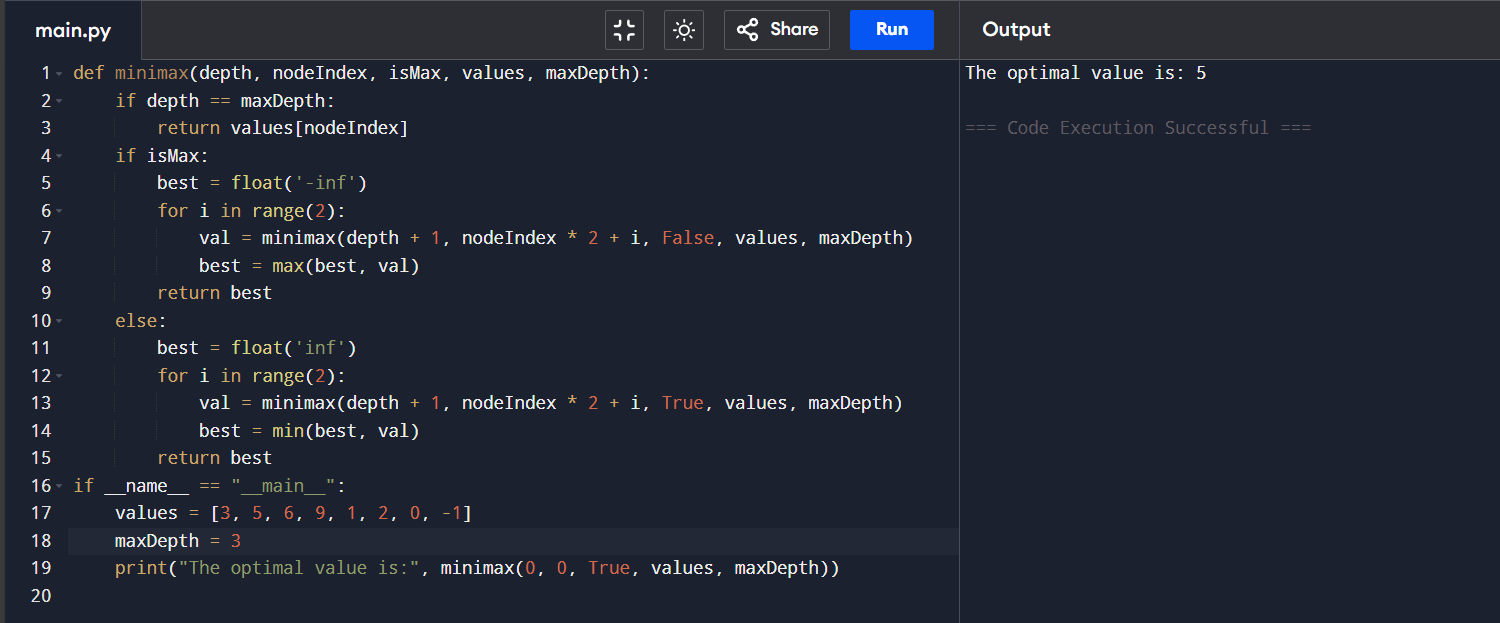 main.py
Share
Run
Output
1 def minimax(depth, nodeIndex, isMax, values, maxDepth):
2     if depth == maxDepth:
3         return values[nodeIndex]
4     if isMax:
5         best = float('-inf')
6         for i in range(2):
7             val = minimax(depth + 1, nodeIndex * 2 + i, False, values, maxDepth)
8             best = max(best, val)
9         return best
10     else:
11         best = float('inf')
12         for i in range(2):
13             val = minimax(depth + 1, nodeIndex * 2 + i, True, values, maxDepth)
14             best = min(best, val)
15         return best
16 if __name__ == "__main__":
17     values = [3, 5, 6, 9, 1, 2, 0, -1]
18     maxDepth = 3
19     print("The optimal value is:", minimax(0, 0, True, values, maxDepth))
20
The optimal value is: 5
=== Code Execution Successful ===